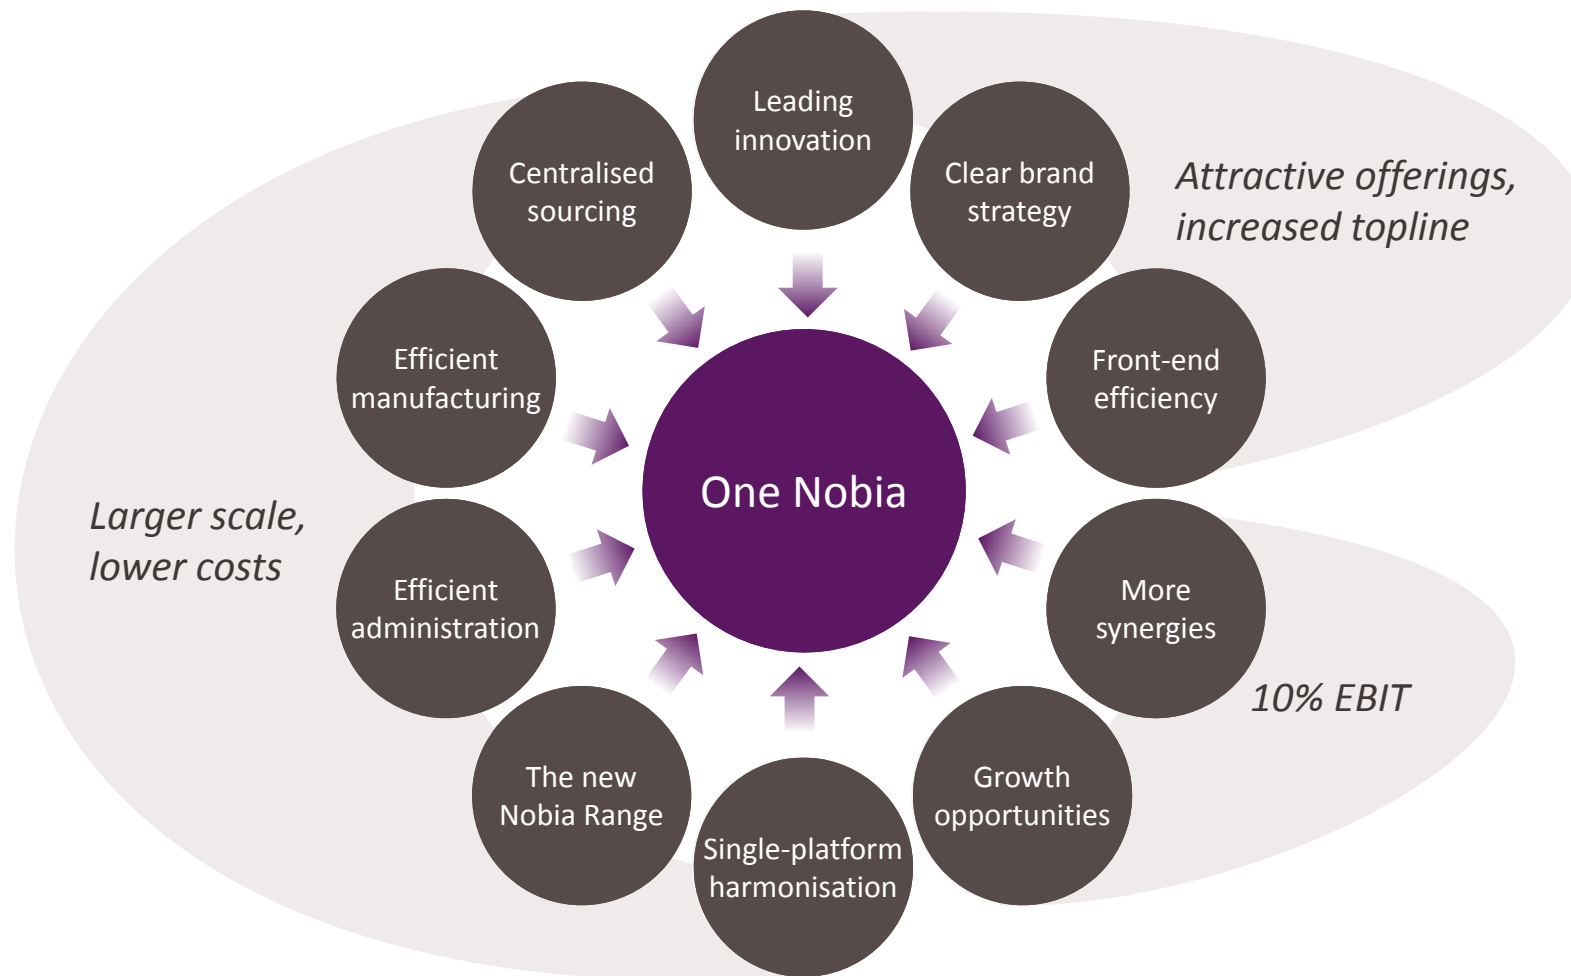 Leading
innovation
Centralised
sourcing
Clear brand
strategy
Attractive offerings,
increased topline
Efficient
manufacturing
Front-end
efficiency
One Nobia
Larger scale,
lower costs
Efficient
administration
More
synergies
10% EBIT
The new
Nobia Range
Growth
opportunities
Single-platform
harmonisation